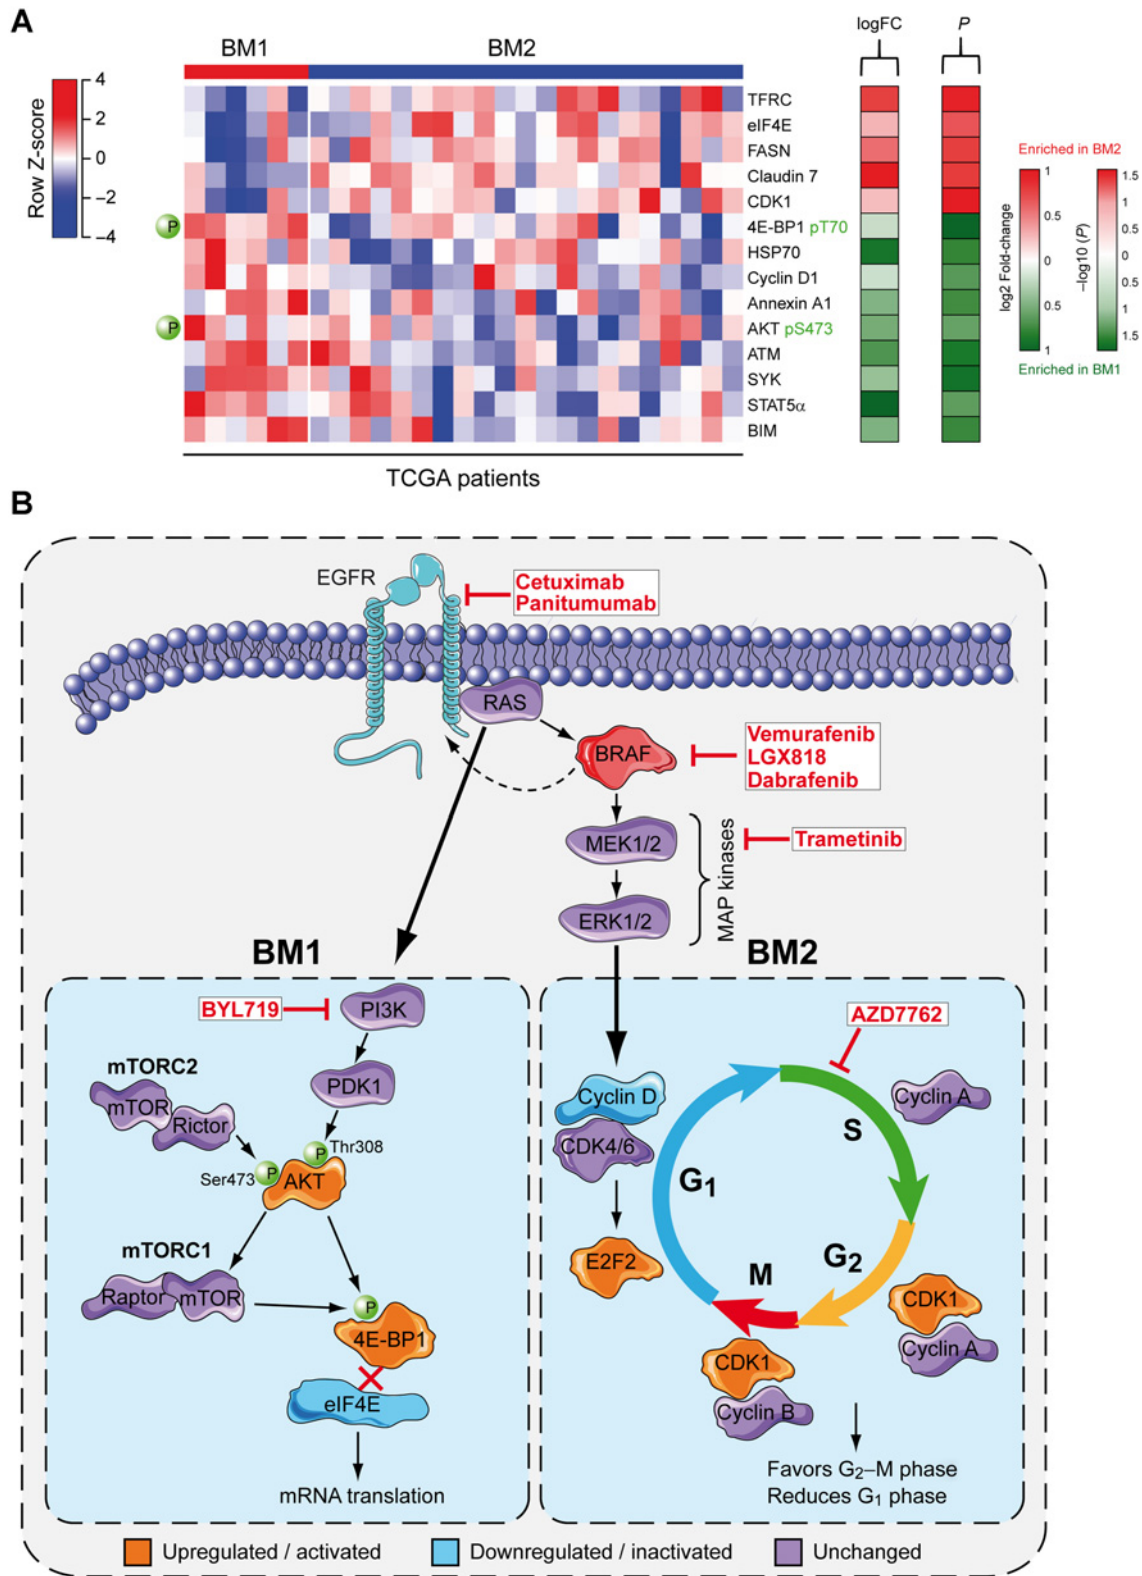 A
logFC
P
BM1
BM2
Row Z-score
4
2
0
−2
−4
TFRC
eIF4E
FASN
Claudin 7
CDK1
P
4E-BP1 pT70
HSP70
Cyclin D1
Annexin A1
P
AKT pS473
ATM
SYK
STAT5α
BIM
TCGA patients
Enriched in BM2
log2 Fold-change
1
0.5
0
0.5
1
−log10 (P)
1.5
1
0.5
0
0.5
1
1.5
Enriched in BM1
B
EGFR
Cetuximab
Panitumumab
RAS
BRAF
Vemurafenib
LGX818
Dabrafenib
MEK1/2
ERK1/2
MAP kinases
Trametinib
BM1
BYL719
PI3K
mTORC2
mTOR
Rictor
PDK1
Thr308
P
Ser473
P
AKT
mTORC1
Raptor
mTOR
P
4E-BP1
eIF4E
mRNA translation
BM2
AZD7762
Cyclin D
CDK4/6
E2F2
G1
S
G2
M
Cyclin A
CDK1
Cyclin A
CDK1
Cyclin B
Favors G2–M phase
Reduces G1 phase
Upregulated / activated
Downregulated / inactivated
Unchanged